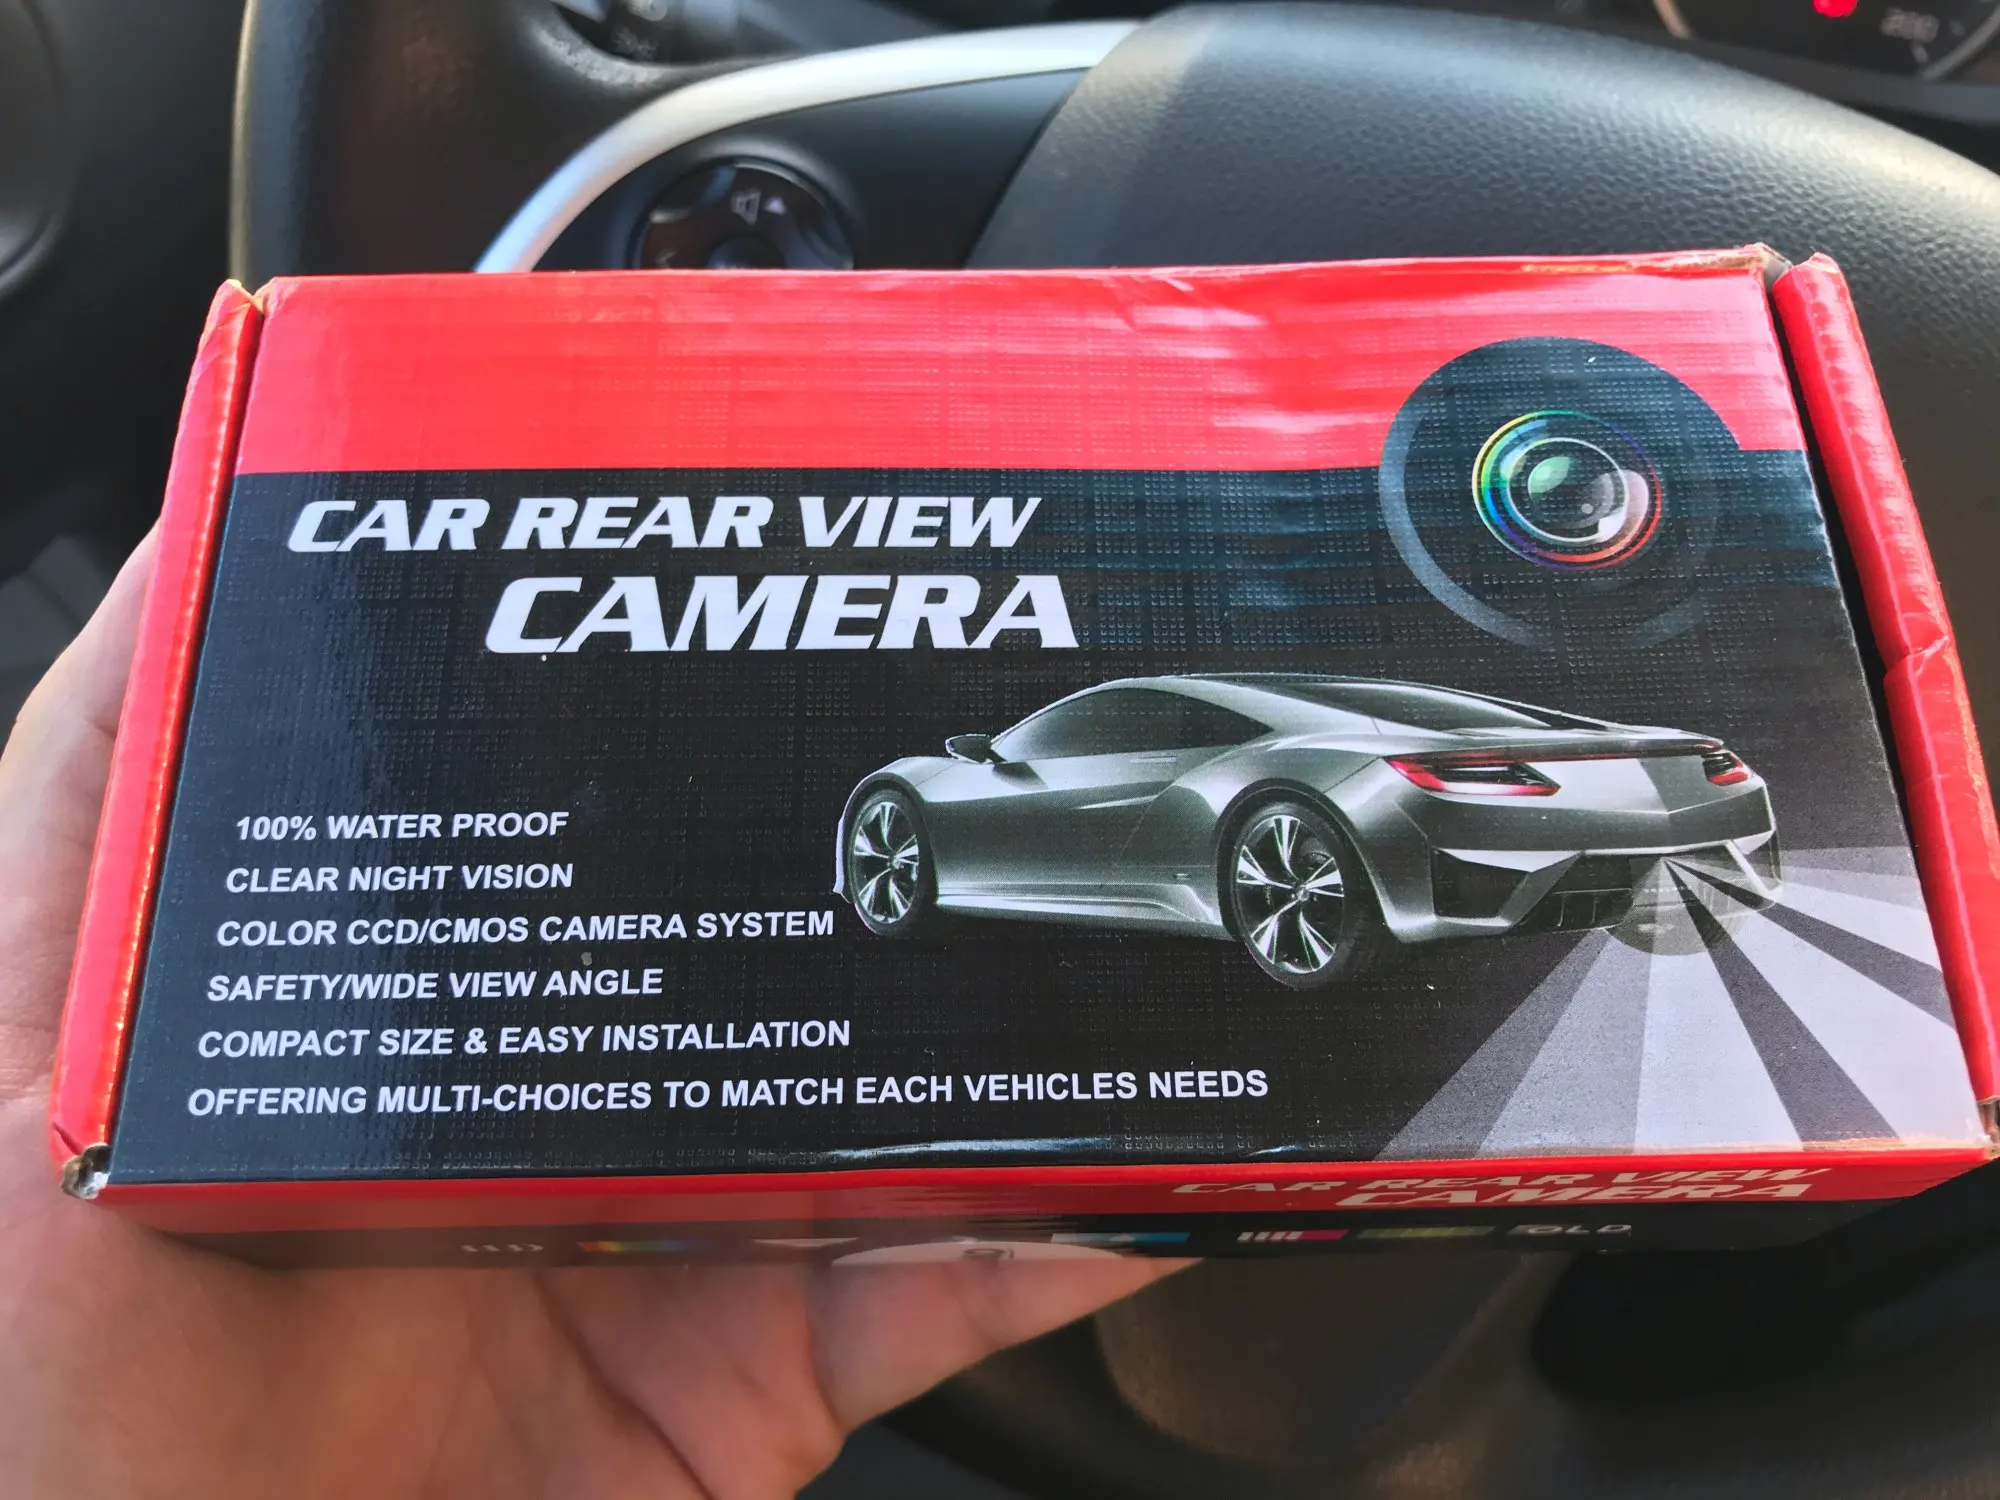 CAR REAR VIEW
CAMERA
100% WATER PROOF
CLEAR NIGHT VISION
COLOR CCD/CMOS CAMERA SYSTEM
SAFETY/WIDE VIEW ANGLE
COMPACT SIZE & EASY INSTALLATION
OFFERING MULTI-CHOICES TO MATCH EACH VEHICLES NEEDS
CAR REAR VIEW
CAMERA